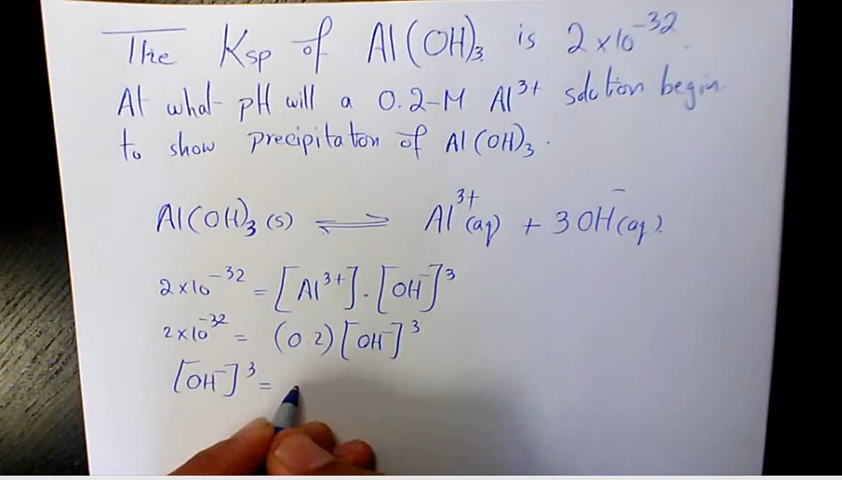 The Ksp of Al(OH)₃ is 2×10⁻³².
At what pH will a 0.2-M Al³⁺ solution begin
to show precipitation of Al(OH)₃.
Al(OH)₃(s) ⇌ Al³⁺(aq) + 3OH⁻(aq).
2×10⁻³² = [Al³⁺].[OH⁻]³
2×10⁻³² = (0.2)[OH⁻]³
[OH⁻]³ =